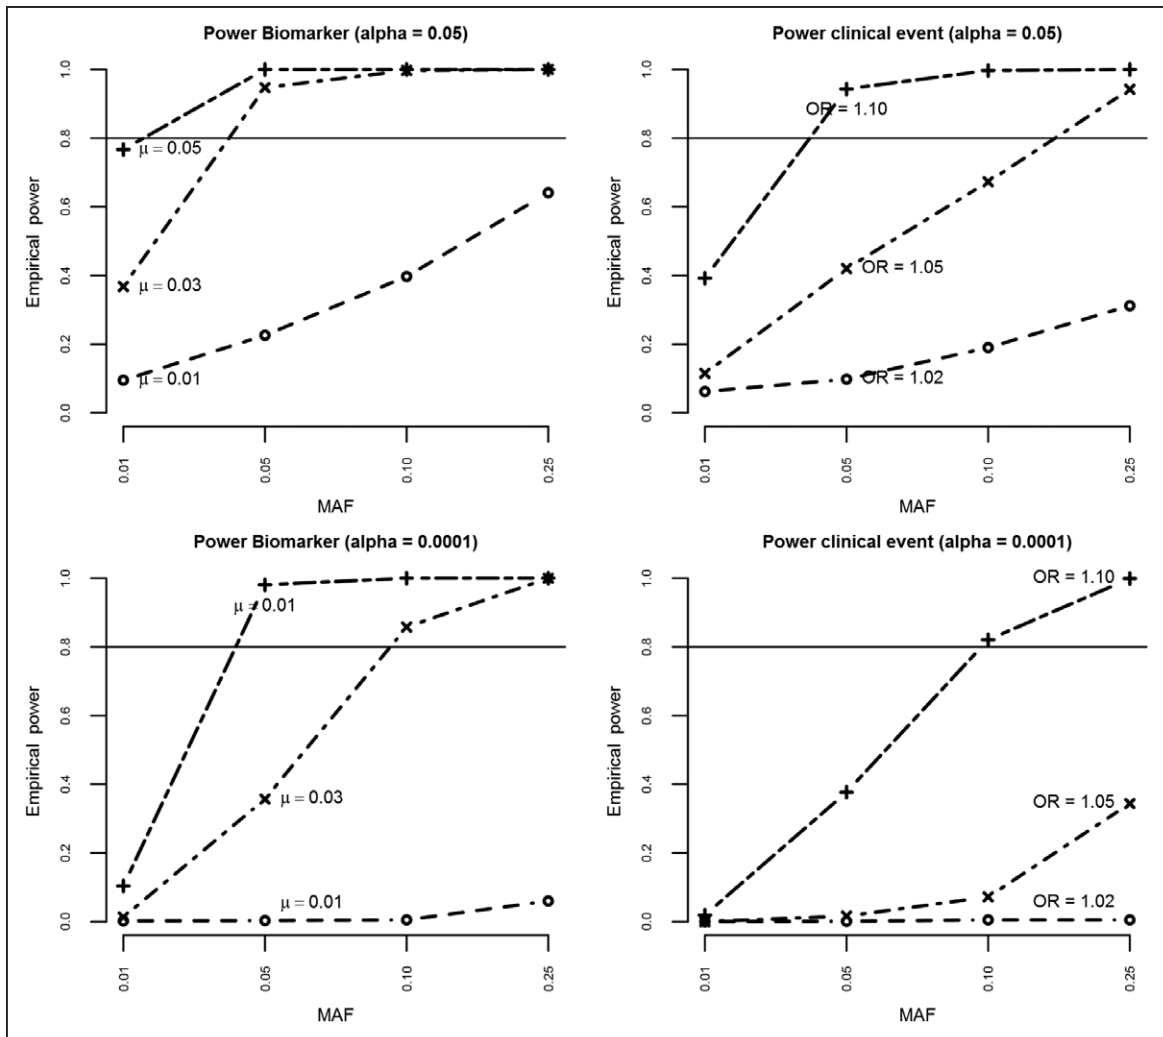 Power Biomarker (alpha = 0.05)
Empirical power
0.0 0.2 0.4 0.6 0.8 1.0
μ = 0.05
μ = 0.03
μ = 0.01
0.01 0.05 0.10 0.25
MAF
Power clinical event (alpha = 0.05)
Empirical power
0.0 0.2 0.4 0.6 0.8 1.0
OR = 1.10
OR = 1.05
OR = 1.02
0.01 0.05 0.10 0.25
MAF
Power Biomarker (alpha = 0.0001)
Empirical power
0.0 0.2 0.4 0.6 0.8 1.0
μ = 0.01
μ = 0.03
μ = 0.01
0.01 0.05 0.10 0.25
MAF
Power clinical event (alpha = 0.0001)
Empirical power
0.0 0.2 0.4 0.6 0.8 1.0
OR = 1.10
OR = 1.05
OR = 1.02
0.01 0.05 0.10 0.25
MAF